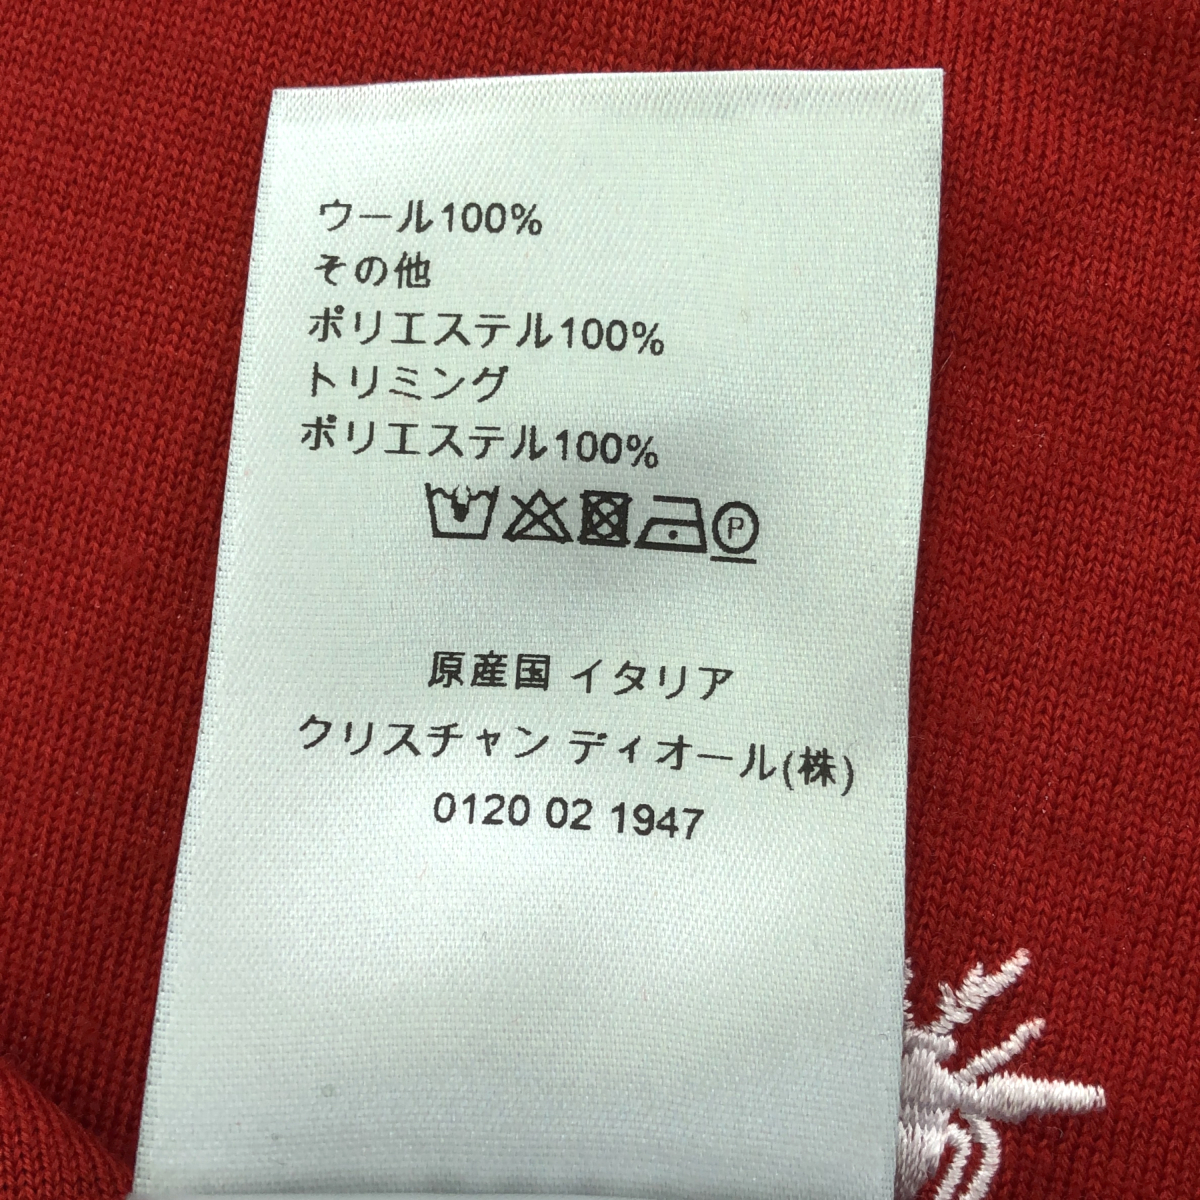 ウール100%
その他
ポリエステル100%
トリミング
ポリエステル100%
P
原産国 イタリア
クリスチャン ディオール(株)
0120 02 1947